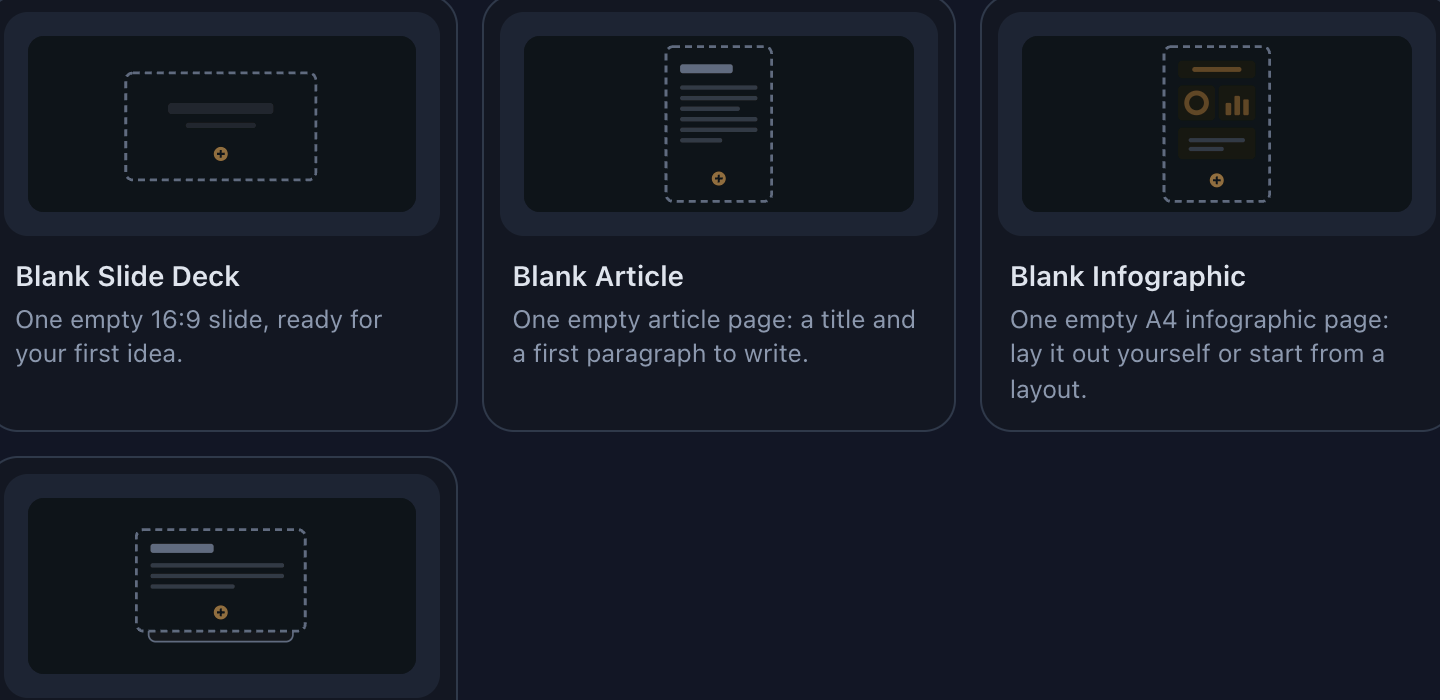 Blank Slide Deck
One empty 16:9 slide, ready for
your first idea.
Blank Article
One empty article page: a title and
a first paragraph to write.
Blank Infographic
One empty A4 infographic page:
lay it out yourself or start from a
layout.